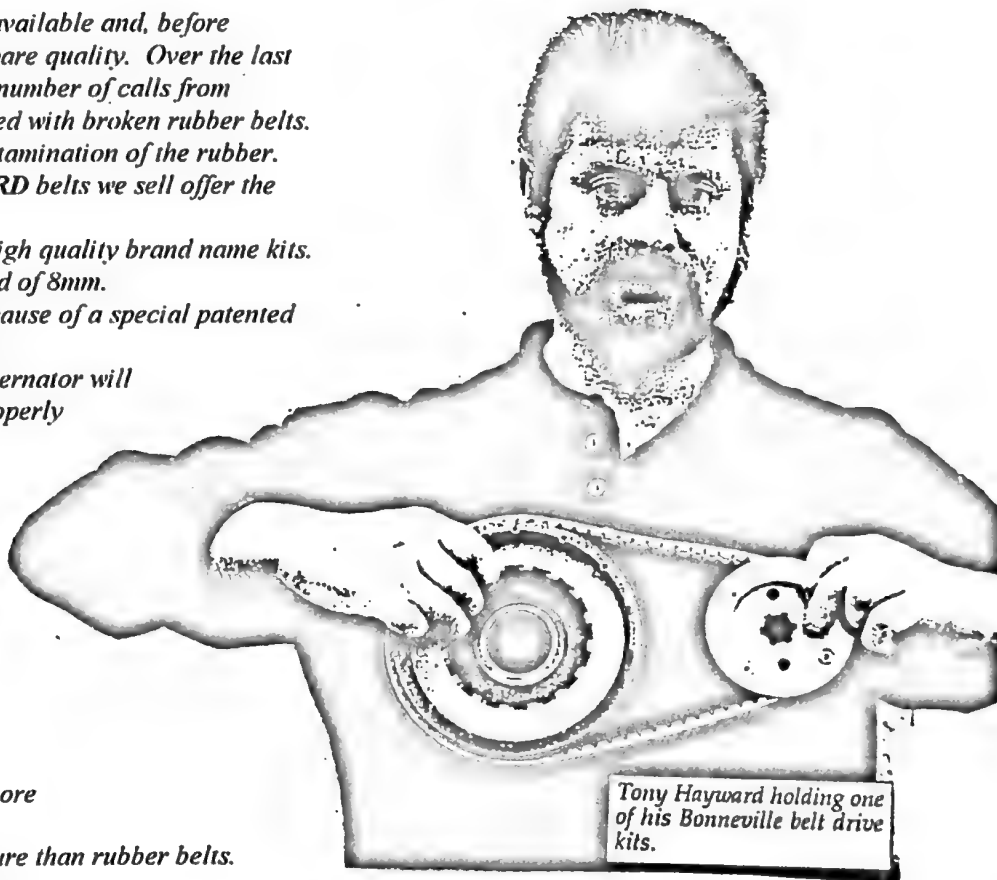 available and, before
pare quality. Over the last
number of calls from
ed with broken rubber belts.
tamination of the rubber.
RD belts we sell offer the
igh quality brand name kits.
d of 8mm.
ause of a special patented
ernator will
operly
ore
ure than rubber belts.
Tony Hayward holding one
of his Bonneville belt drive
kits.